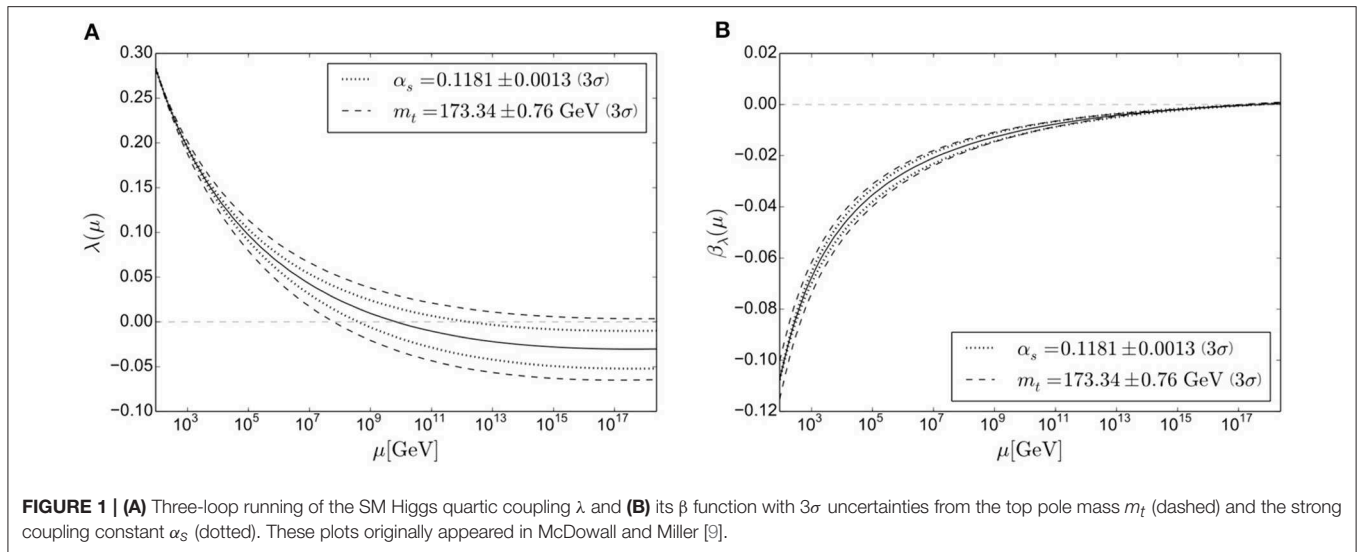 A
0.30
0.25
0.20
0.15
0.10
0.05
0.00
−0.05
−0.10
λ(μ)
α_s =0.1181±0.0013 (3σ)
m_t =173.34±0.76 GeV (3σ)
10^3 10^5 10^7 10^9 10^11 10^13 10^15 10^17
μ[GeV]
B
0.02
0.00
−0.02
−0.04
−0.06
−0.08
−0.10
−0.12
β_λ(μ)
α_s =0.1181±0.0013 (3σ)
m_t =173.34±0.76 GeV (3σ)
10^3 10^5 10^7 10^9 10^11 10^13 10^15 10^17
μ[GeV]
FIGURE 1 | (A) Three-loop running of the SM Higgs quartic coupling λ and (B) its β function with 3σ uncertainties from the top pole mass m_t (dashed) and the strong
coupling constant α_s (dotted). These plots originally appeared in McDowall and Miller [9].